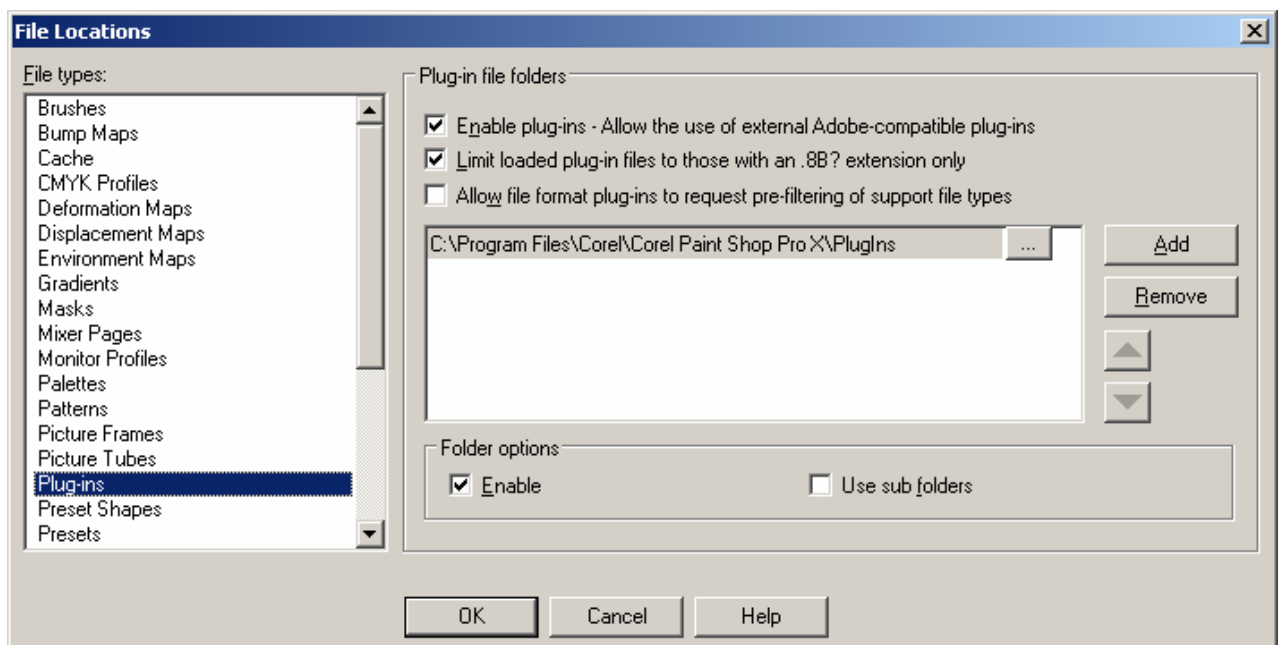 File Locations
File types:
Brushes
Bump Maps
Cache
CMYK Profiles
Deformation Maps
Displacement Maps
Environment Maps
Gradients
Masks
Mixer Pages
Monitor Profiles
Palettes
Patterns
Picture Frames
Picture Tubes
Plug-ins
Preset Shapes
Presets
Plug-in file folders
Enable plug-ins - Allow the use of external Adobe-compatible plug-ins
Limit loaded plug-in files to those with an .8B? extension only
Allow file format plug-ins to request pre-filtering of support file types
C:\Program Files\Corel\Corel Paint Shop Pro X\PlugIns ...
Add
Remove
Folder options
Enable Use sub folders
OK Cancel Help